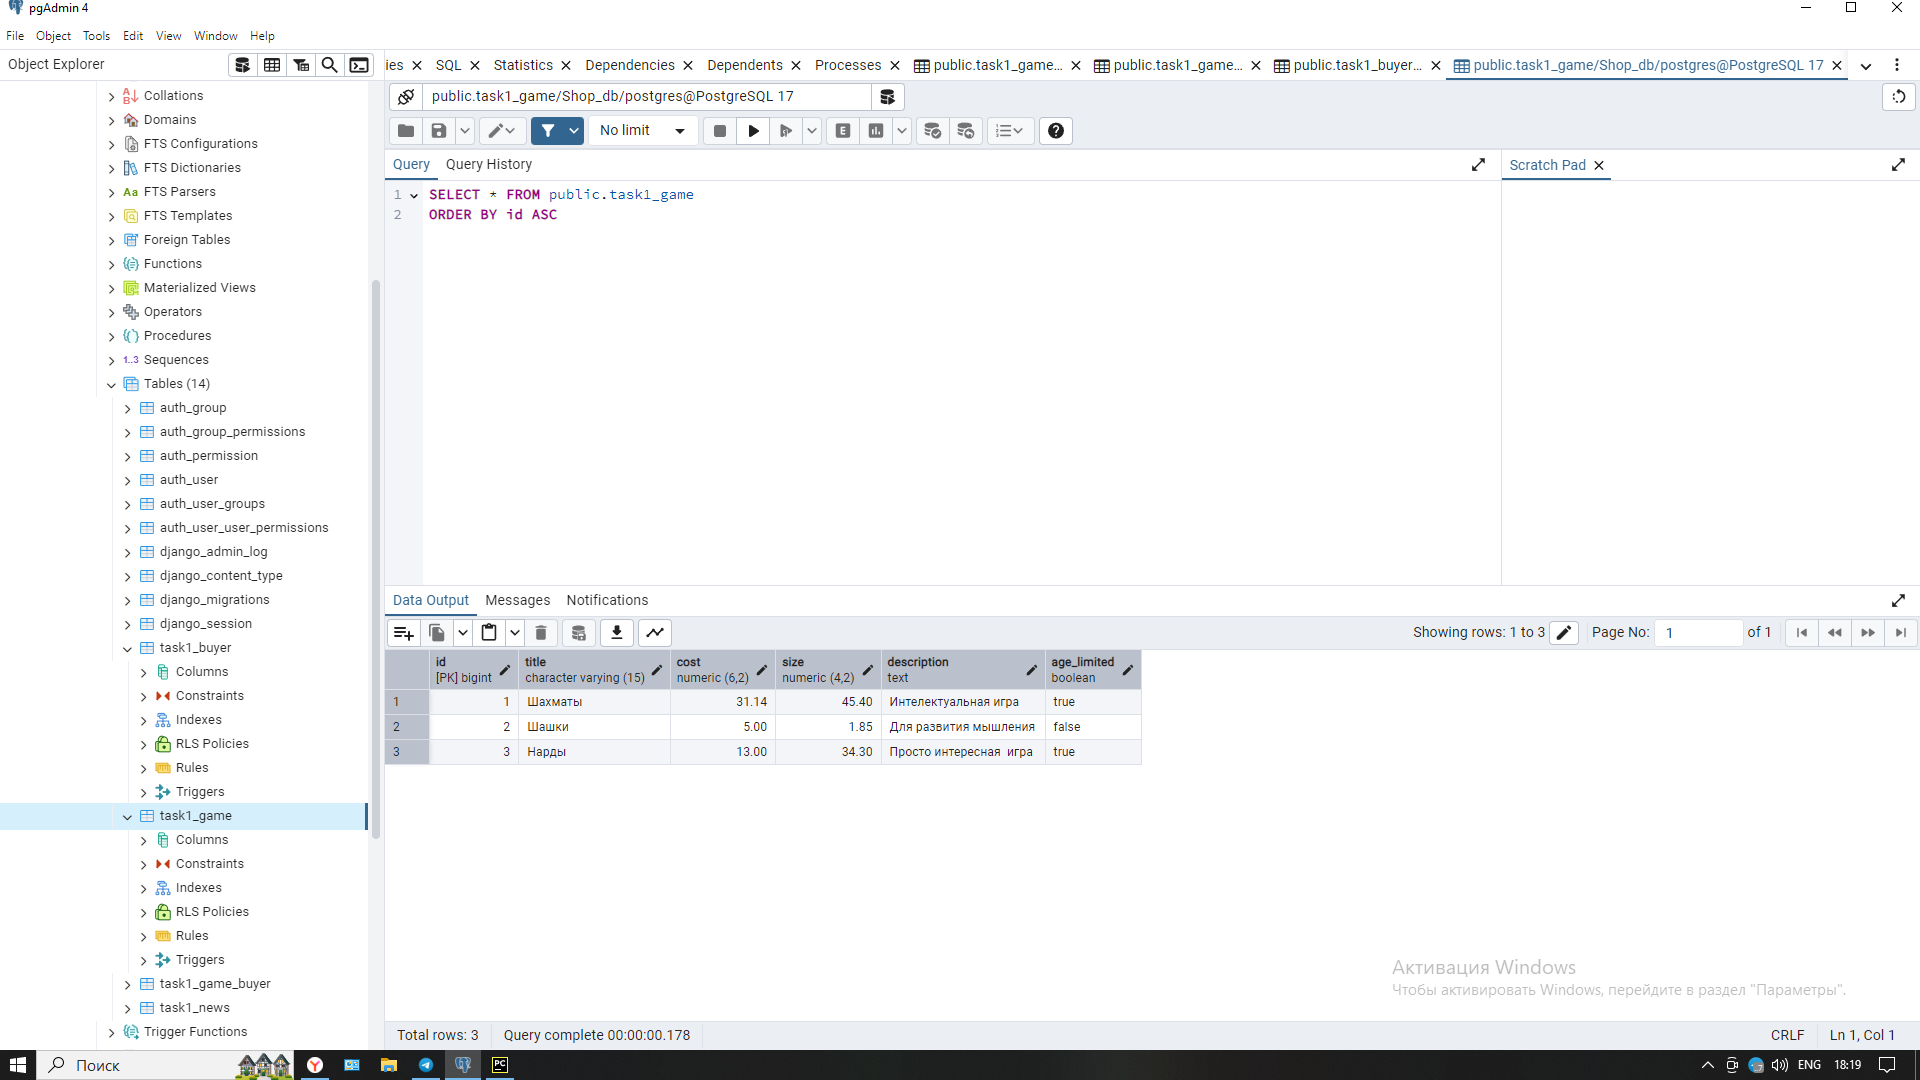 pgAdmin 4
File Object Tools Edit View Window Help
Object Explorer
ies SQL Statistics Dependencies Dependents Processes public.task1_game... public.task1_game... public.task1_buyer... public.task1_game/Shop_db/postgres@PostgreSQL 17
public.task1_game/Shop_db/postgres@PostgreSQL 17
No limit
E
Query Query History
Scratch Pad
1 SELECT * FROM public.task1_game
2 ORDER BY id ASC
Collations
Domains
FTS Configurations
FTS Dictionaries
Aa FTS Parsers
FTS Templates
Foreign Tables
Functions
Materialized Views
Operators
Procedures
1..3 Sequences
Tables (14)
auth_group
auth_group_permissions
auth_permission
auth_user
auth_user_groups
auth_user_user_permissions
django_admin_log
django_content_type
django_migrations
django_session
task1_buyer
Columns
Constraints
Indexes
RLS Policies
Rules
Triggers
task1_game
Columns
Constraints
Indexes
RLS Policies
Rules
Triggers
task1_game_buyer
task1_news
Trigger Functions
Data Output Messages Notifications
Showing rows: 1 to 3 Page No: 1 of 1
id title cost size description age_limited
[PK] bigint character varying (15) numeric (6,2) numeric (4,2) text boolean
1 1 Шахматы 31.14 45.40 Интелектуальная игра true
2 2 Шашки 5.00 1.85 Для развития мышления false
3 3 Нарды 13.00 34.30 Просто интересная игра true
Активация Windows
Чтобы активировать Windows, перейдите в раздел "Параметры".
Total rows: 3 Query complete 00:00:00.178 CRLF Ln 1, Col 1
Поиск
PC
ENG 18:19